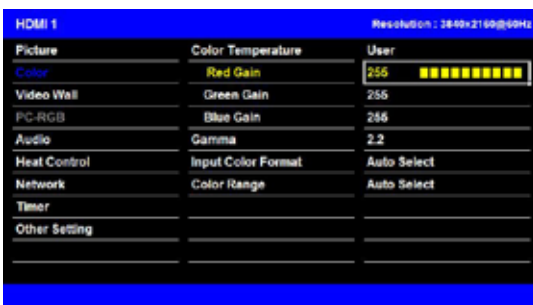 HDMI 1 Resolution : 3840x2160@60Hz
Picture Color Temperature User
Color Red Gain 255
Video Wall Green Gain 255
PC-RGB Blue Gain 255
Audio Gamma 2.2
Heat Control Input Color Format Auto Select
Network Color Range Auto Select
Timer
Other Setting